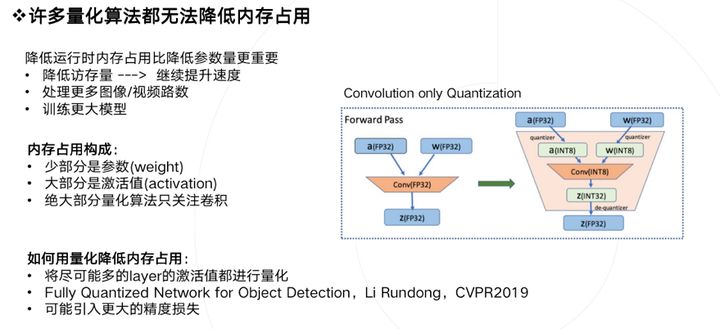 ❖许多量化算法都无法降低内存占用
降低运行时内存占用比降低参数量更重要
• 降低访存量 ---> 继续提升速度
• 处理更多图像/视频路数
• 训练更大模型
内存占用构成：
• 少部分是参数(weight)
• 大部分是激活值(activation)
• 绝大部分量化算法只关注卷积
如何用量化降低内存占用：
• 将尽可能多的layer的激活值都进行量化
• Fully Quantized Network for Object Detection，Li Rundong，CVPR2019
• 可能引入更大的精度损失
Convolution only Quantization
Forward Pass
a(FP32) w(FP32)
Conv(FP32)
z(FP32)
a(FP32) w(FP32)
quantizer quantizer
a(INT8) w(INT8)
Conv(INT8)
z(INT32)
de-quantizer
z(FP32)